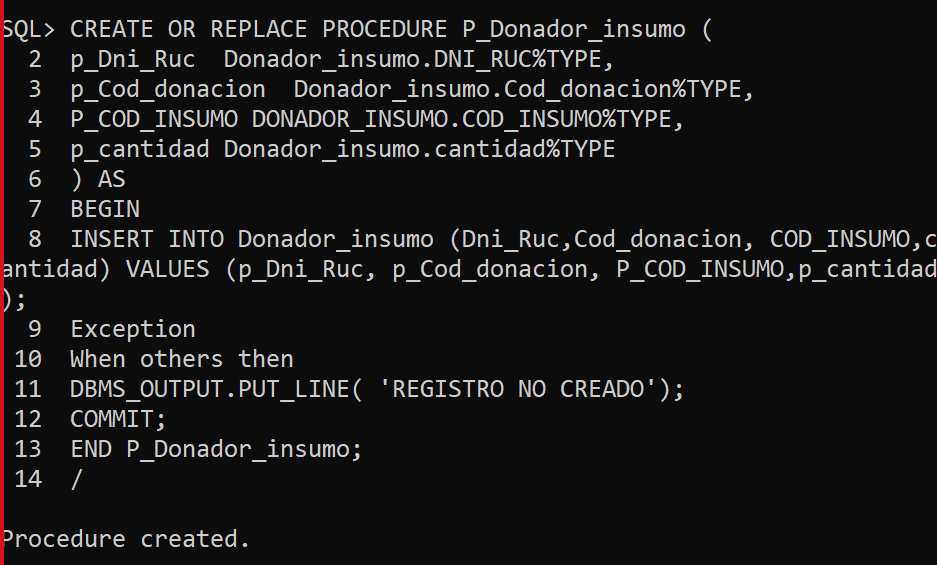 SQL> CREATE OR REPLACE PROCEDURE P_Donador_insumo (
  2  p_Dni_Ruc  Donador_insumo.DNI_RUC%TYPE,
  3  p_Cod_donacion  Donador_insumo.Cod_donacion%TYPE,
  4  P_COD_INSUMO DONADOR_INSUMO.COD_INSUMO%TYPE,
  5  p_cantidad Donador_insumo.cantidad%TYPE
  6  ) AS
  7  BEGIN
  8  INSERT INTO Donador_insumo (Dni_Ruc,Cod_donacion, COD_INSUMO,c
antidad) VALUES (p_Dni_Ruc, p_Cod_donacion, P_COD_INSUMO,p_cantidad
);
  9  Exception
 10  When others then
 11  DBMS_OUTPUT.PUT_LINE( 'REGISTRO NO CREADO');
 12  COMMIT;
 13  END P_Donador_insumo;
 14  /
Procedure created.